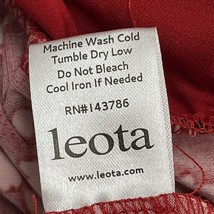 Machine Wash Cold
Tumble Dry Low
Do Not Bleach
Cool Iron If Needed
RN#143786
leota
www.leota.com